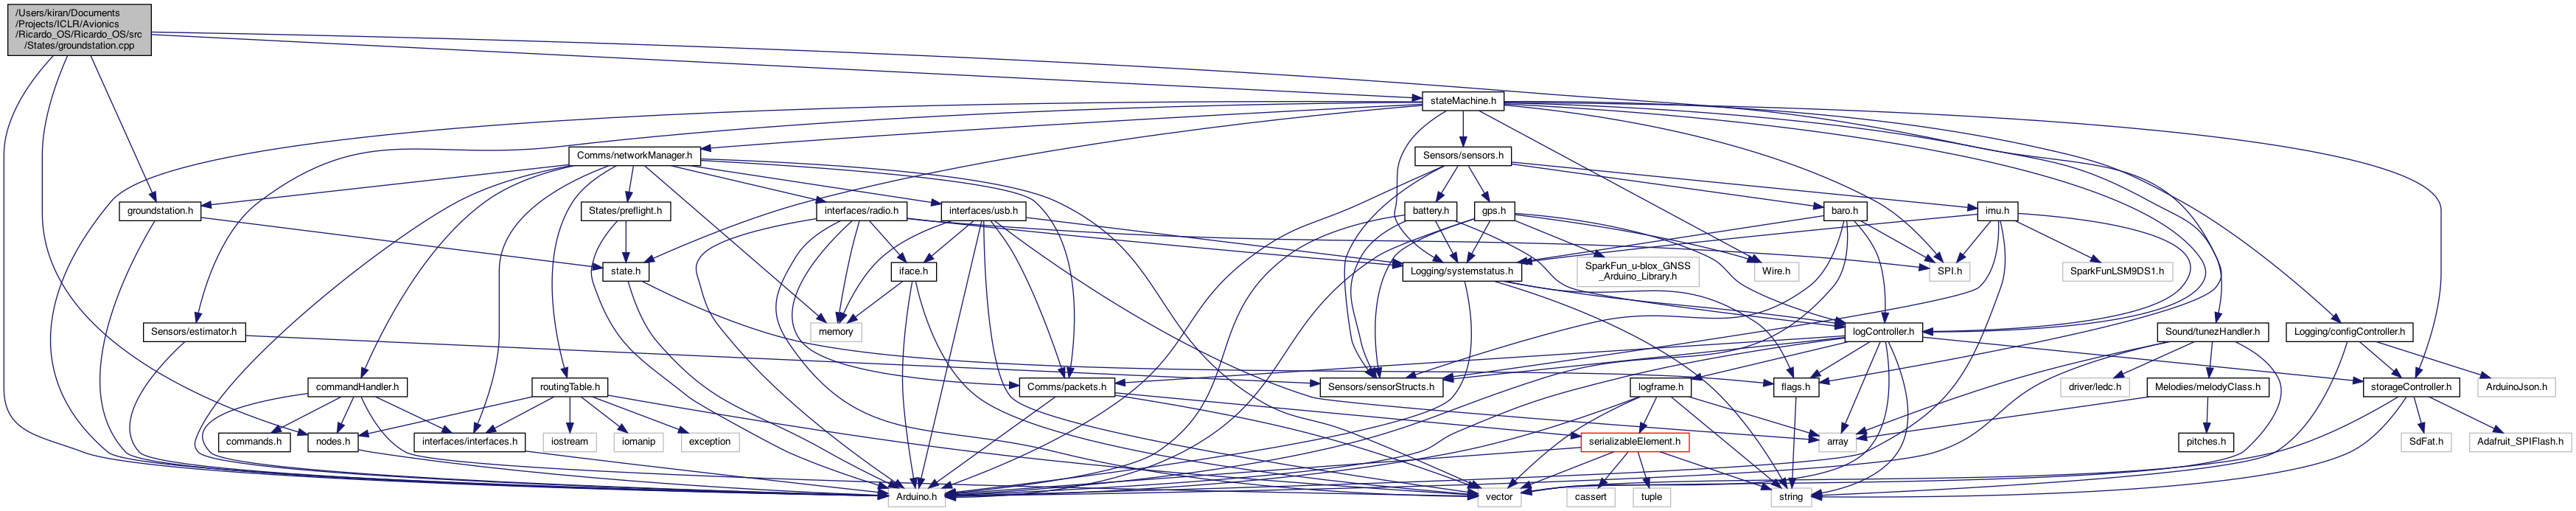 /Users/kiran/Documents
/Projects/ICLR/Avionics
/Ricardo_OS/Ricardo_OS/src
/States/groundstation.cpp
stateMachine.h
Comms/networkManager.h
Sensors/sensors.h
groundstation.h
States/preflight.h
interfaces/radio.h
interfaces/usb.h
battery.h
gps.h
baro.h
imu.h
state.h
iface.h
Logging/systemstatus.h
SparkFun_u-blox_GNSS
_Arduino_Library.h
Wire.h
SPI.h
SparkFunLSM9DS1.h
Sensors/estimator.h
memory
logController.h
Sound/tunezHandler.h
Logging/configController.h
commandHandler.h
routingTable.h
Comms/packets.h
Sensors/sensorStructs.h
logframe.h
flags.h
driver/ledc.h
Melodies/melodyClass.h
storageController.h
ArduinoJson.h
commands.h
nodes.h
interfaces/interfaces.h
iostream
iomanip
exception
serializableElement.h
array
pitches.h
SdFat.h
Adafruit_SPIFlash.h
Arduino.h
vector
cassert
tuple
string